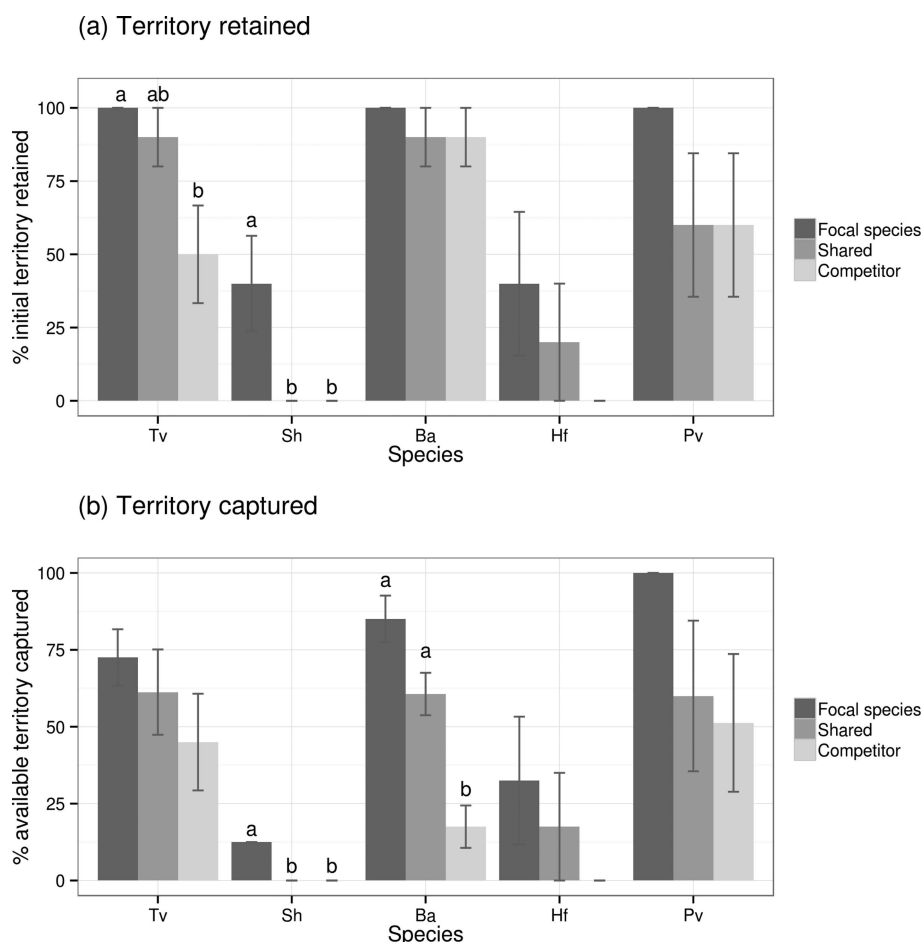 (a) Territory retained
% initial territory retained
100
75
50
25
0
a ab b a b b
Tv Sh Ba Hf Pv
Species
Focal species
Shared
Competitor
(b) Territory captured
% available territory captured
100
75
50
25
0
a b b a a b
Tv Sh Ba Hf Pv
Species
Focal species
Shared
Competitor